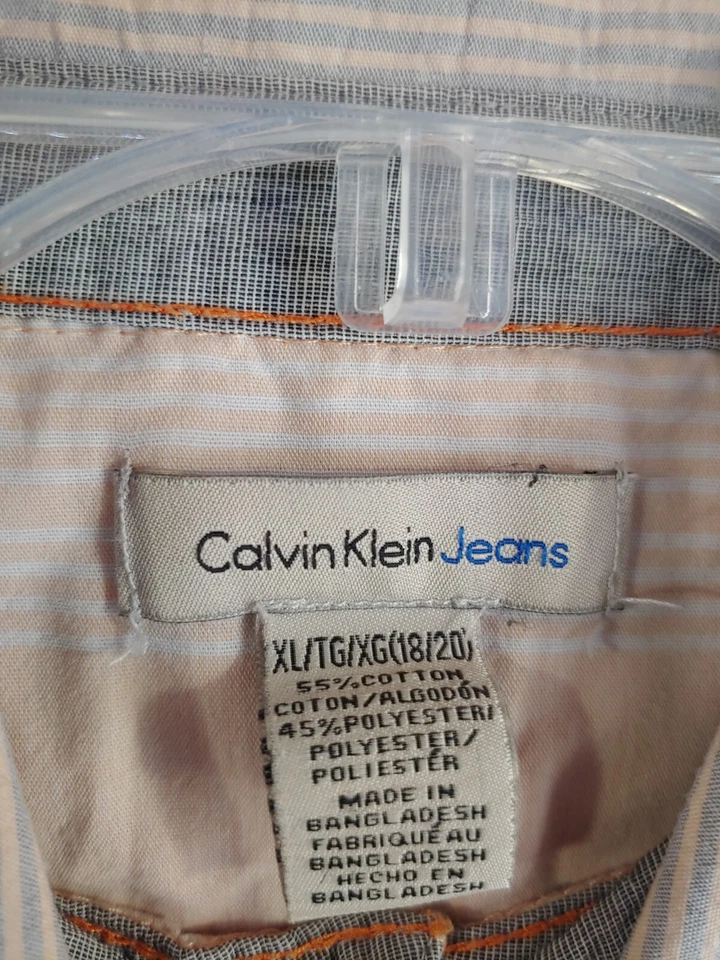 Calvin Klein Jeans
XL/TG/XG(18/20)
55%COTTON
COTON/ALGODÓN
45%POLYESTER/
POLYESTER/
POLIESTÉR
MADE IN
BANGLADESH
FABRIQUÉ AU
BANGLADESH
HECHO EN
BANGLADESH